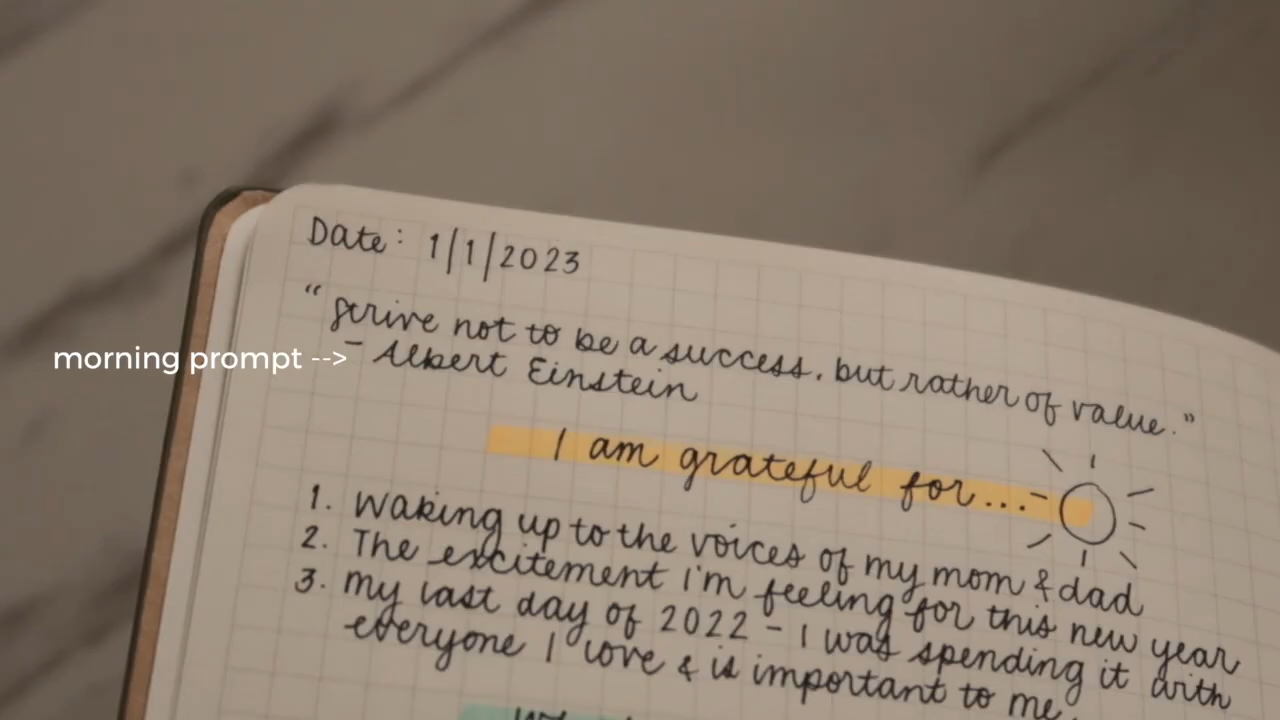 Date: 1/1/2023
"Strive not to be a success, but rather of value."
morning prompt -->
- Albert Einstein
I am grateful for...
1. Waking up to the voices of my mom & dad
2. The excitement I'm feeling for this new year
3. my last day of 2022 - I was spending it with
everyone I love & is important to me.